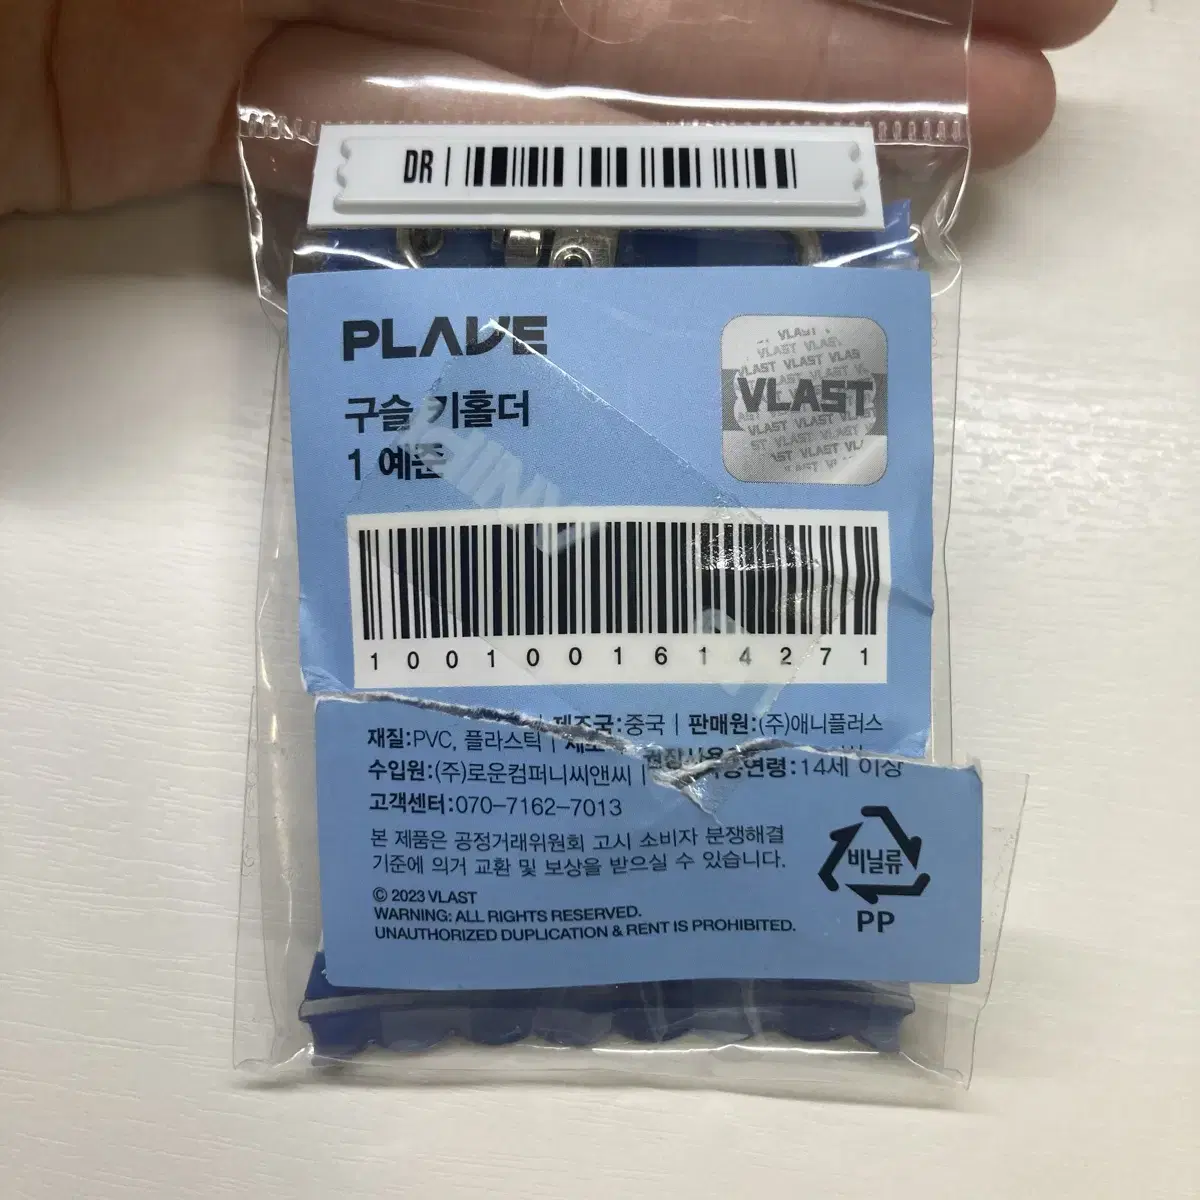 DR
PLAVE
구슬 키홀더
1 예준
VLAST
1001001614271
재질:PVC, 플라스틱 | 제조국:중국 | 판매원:(주)애니플러스
수입원:(주)로운컴퍼니씨앤씨 | 권장사용연령:14세 이상
고객센터:070-7162-7013
본 제품은 공정거래위원회 고시 소비자 분쟁해결
기준에 의거 교환 및 보상을 받으실 수 있습니다.
비닐류
PP
© 2023 VLAST
WARNING: ALL RIGHTS RESERVED.
UNAUTHORIZED DUPLICATION & RENT IS PROHIBITED.